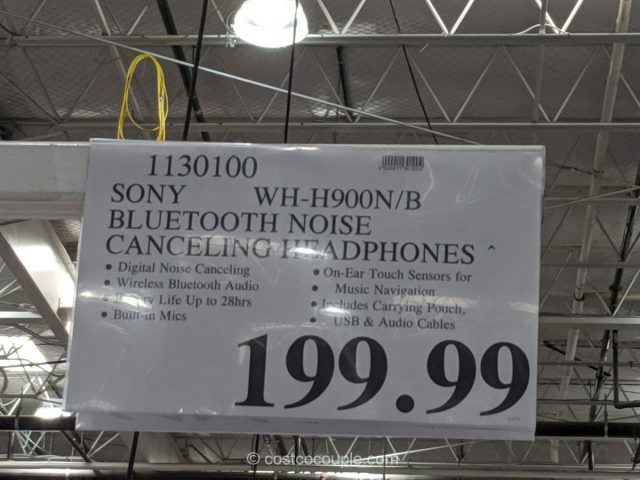 1130100
SONY WH-H900N/B
BLUETOOTH NOISE
CANCELING HEADPHONES ^
• Digital Noise Canceling
• Wireless Bluetooth Audio
Life Up to 28hrs
• Built-in Mics
• On-Ear Touch Sensors for
• Music Navigation
• Includes Carrying Pouch,
• USB & Audio Cables
199.99
© costcocouple.com